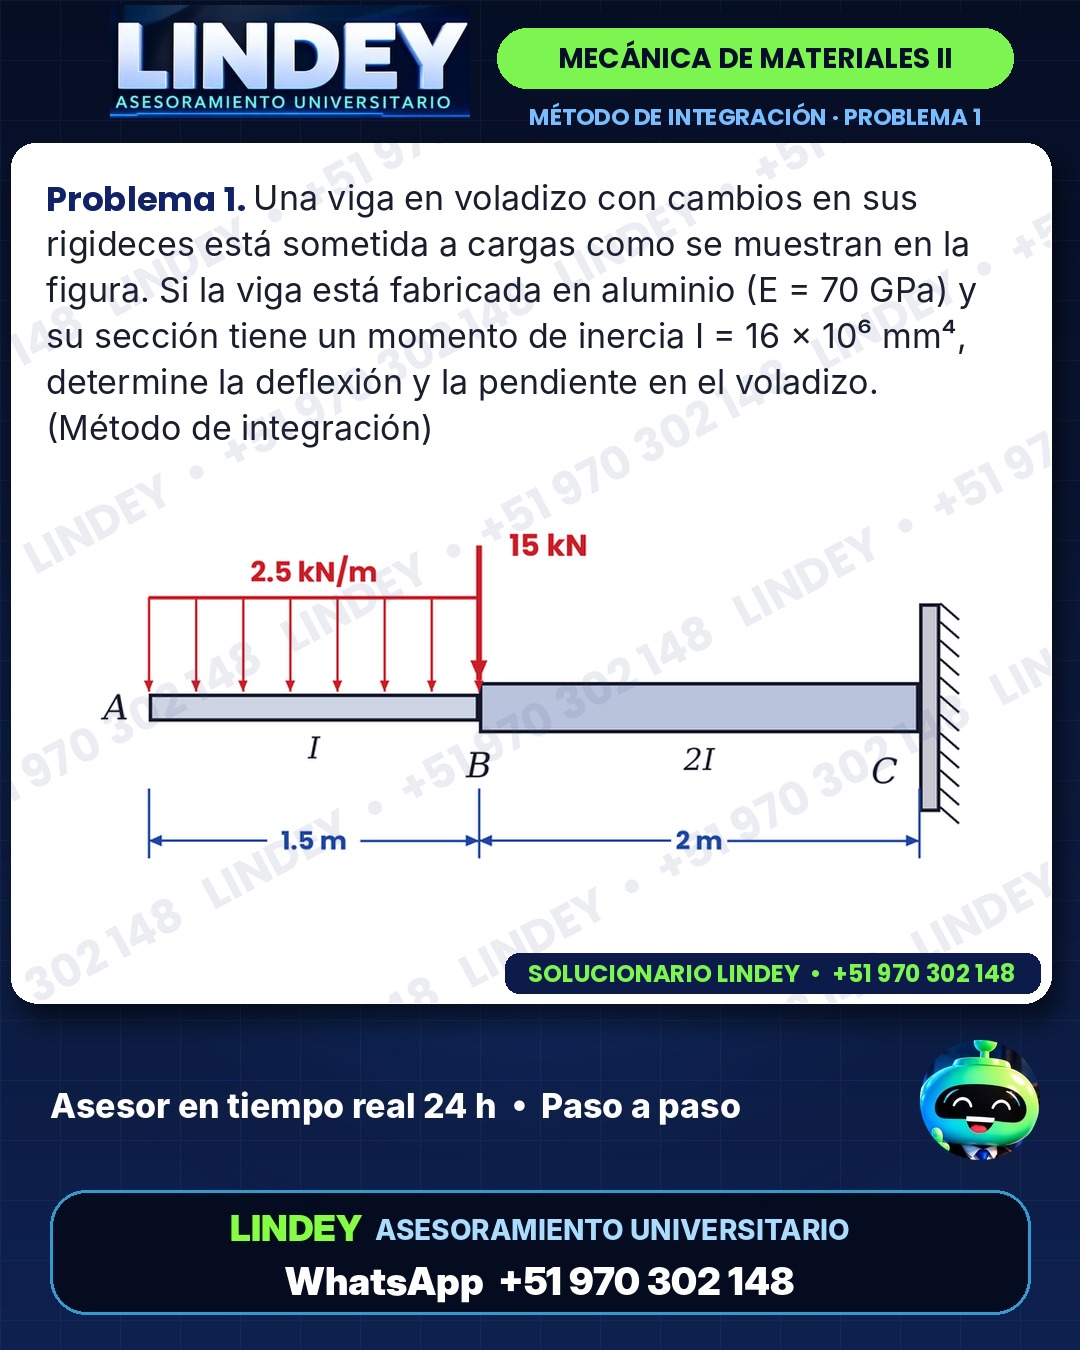 LINDEY
ASESORAMIENTO UNIVERSITARIO
MECÁNICA DE MATERIALES II
MÉTODO DE INTEGRACIÓN · PROBLEMA 1
Problema 1. Una viga en voladizo con cambios en sus
rigideces está sometida a cargas como se muestran en la
figura. Si la viga está fabricada en aluminio (E = 70 GPa) y
su sección tiene un momento de inercia I = 16 × 10⁶ mm⁴,
determine la deflexión y la pendiente en el voladizo.
(Método de integración)
15 kN
2.5 kN/m
A
I
B
2I
C
1.5 m
2 m
SOLUCIONARIO LINDEY • +51 970 302 148
Asesor en tiempo real 24 h • Paso a paso
LINDEY ASESORAMIENTO UNIVERSITARIO
WhatsApp +51 970 302 148